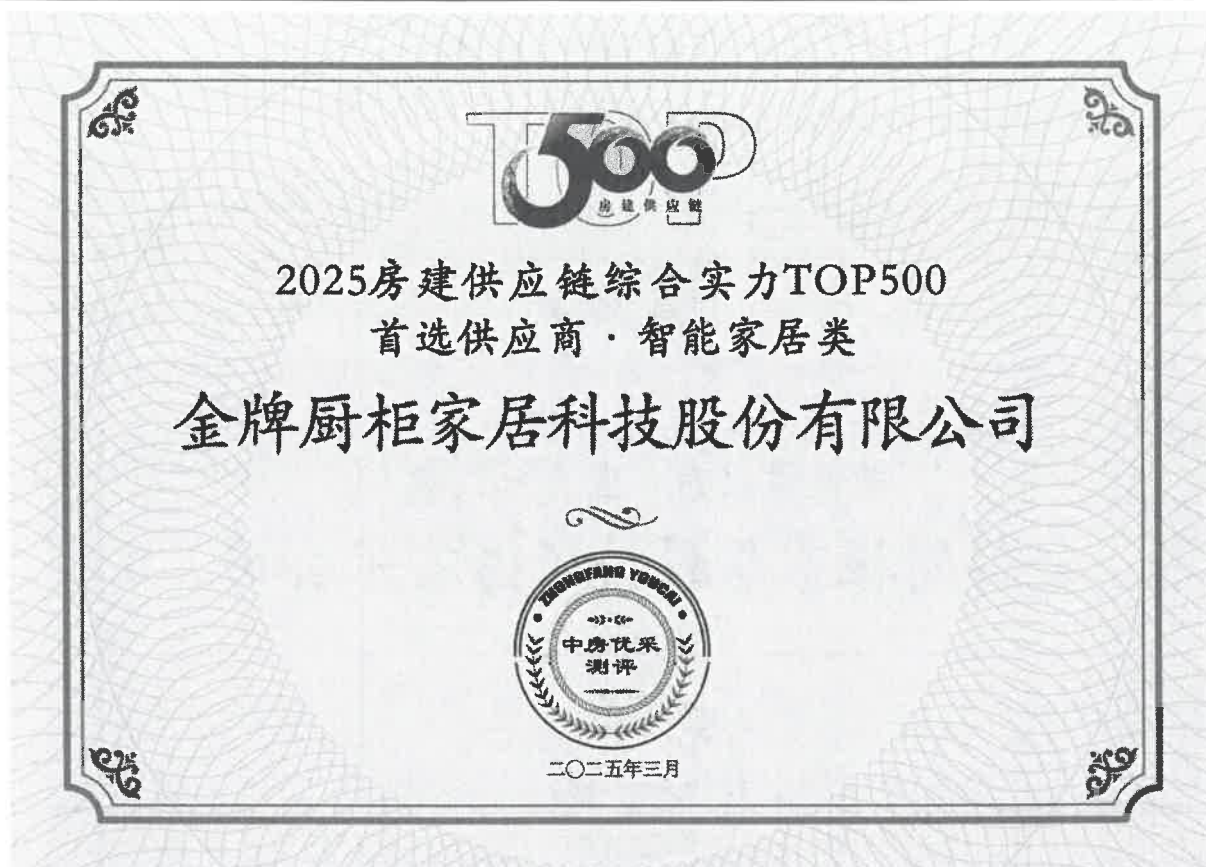 TOP
500
房建供应链
2025房建供应链综合实力TOP500
首选供应商·智能家居类
金牌厨柜家居科技股份有限公司
ZHONGFANG YOUCAI
中房优采
测评
二〇二五年三月